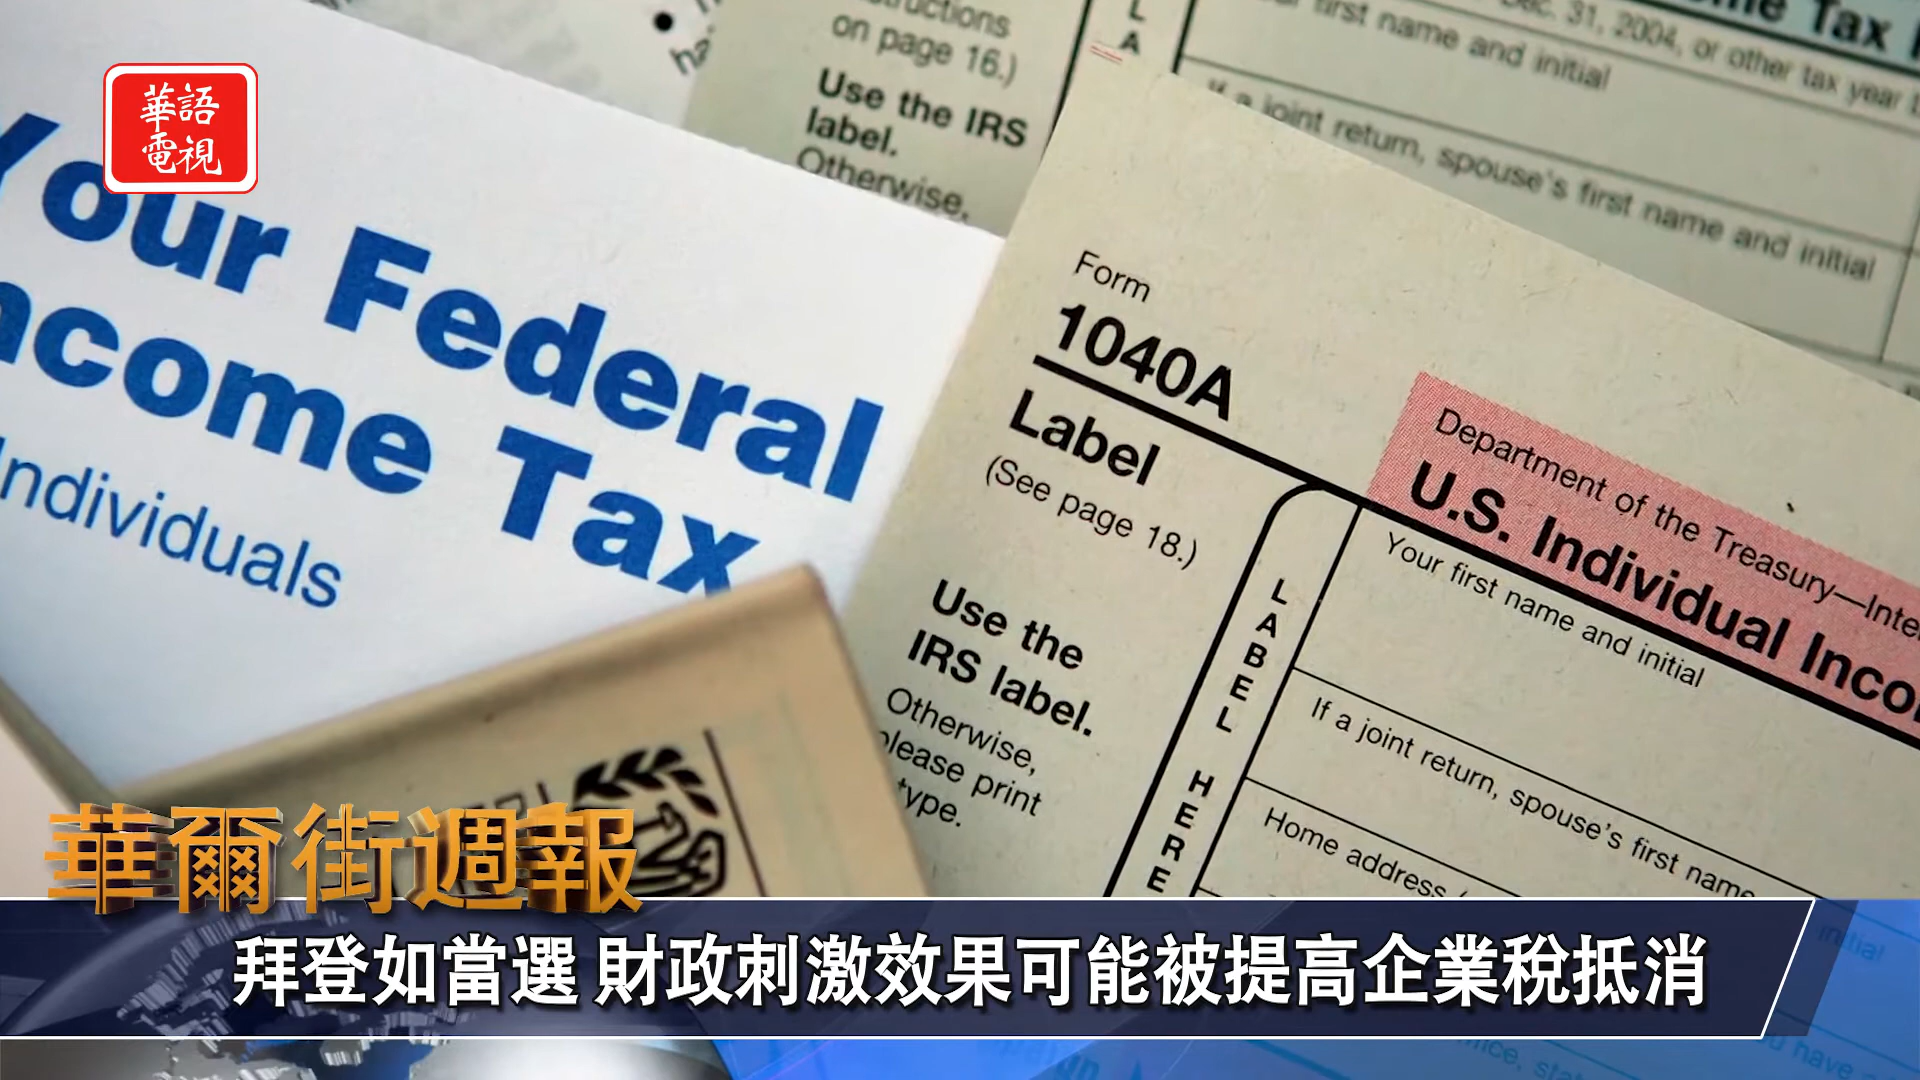 華語
電視
Your Federal
Income Tax
Individuals
structions
on page 16.)
Use the IRS
label.
Otherwise,
L
A
Dec. 31, 2004, or other tax year
first name and initial
If a joint return, spouse's first name and initial
Form
1040A
Label
(See page 18.)
Use the
IRS label.
Otherwise,
please print
type.
L
A
B
E
L
H
E
R
E
Department of the Treasury—Inte
U.S. Individual Inco
Your first name and initial
If a joint return, spouse's first name
Home address (
華爾街週報
拜登如當選 財政刺激效果可能被提高企業稅抵消